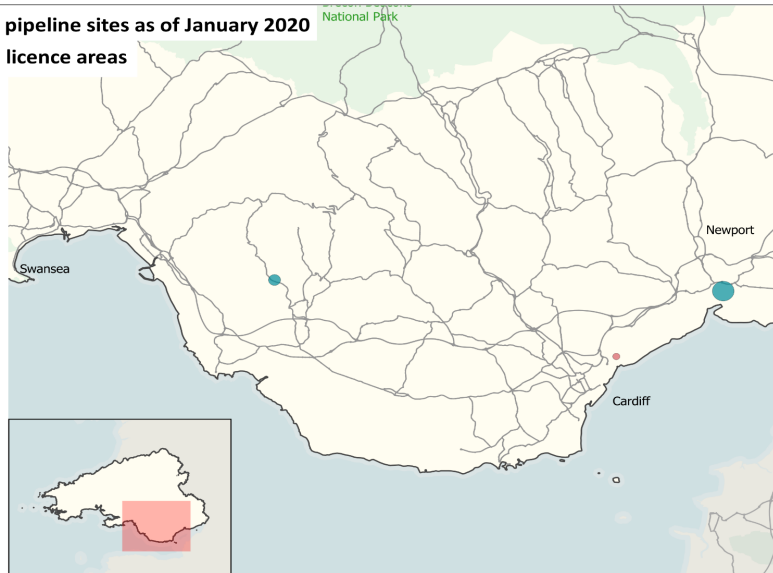 National Park
pipeline sites as of January 2020
licence areas
Newport
Swansea
Cardiff